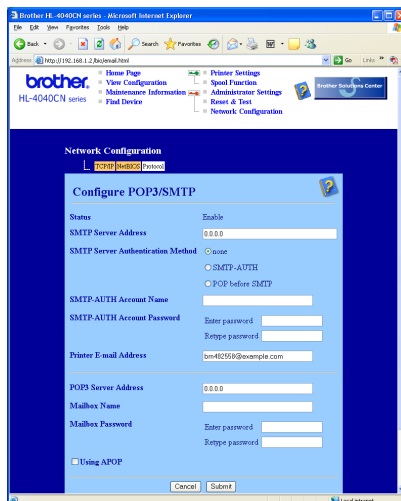 Brother HL-4040CN series - Microsoft Internet Explorer
File Edit View Favorites Tools Help
Back Search Favorites
Address http://192.168.1.2/bio/email.html Go Links
brother.
HL-4040CN series
Home Page
View Configuration
Maintenance Information
Find Device
Printer Settings
Spool Function
Administrator Settings
Reset & Test
Network Configuration
Brother Solutions Center
Network Configuration
TCP/IP NetBIOS Protocol
Configure POP3/SMTP
Status Enable
SMTP Server Address 0.0.0.0
SMTP Server Authentication Method none
SMTP-AUTH
POP before SMTP
SMTP-AUTH Account Name
SMTP-AUTH Account Password Enter password
Retype password
Printer E-mail Address brn482558@example.com
POP3 Server Address 0.0.0.0
Mailbox Name
Mailbox Password Enter password
Retype password
Using APOP
Cancel Submit
Local intranet